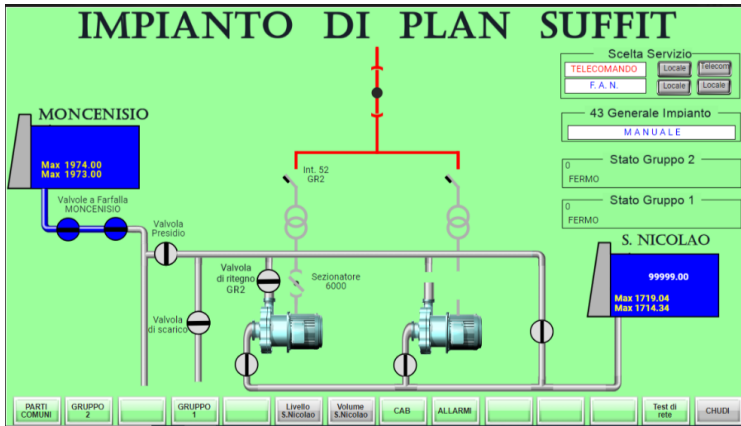 IMPIANTO DI PLAN SUFFIT
Scelta Servizio
TELECOMANDO
Locale
Telecom
F. A. N.
Locale
Locale
43 Generale Impianto
MANUALE
Stato Gruppo 2
0
FERMO
Stato Gruppo 1
0
FERMO
MONCENISIO
Max 1974.00
Max 1973.00
Valvole a Farfalla
MONCENISIO
Valvola
Presidio
Int. 52
GR2
Valvola
di ritegno
GR2
Sezionatore
6000
Valvola
di scarico
S. NICOLAO
99999.00
Max 1719.04
Max 1714.34
PARTI
COMUNI
GRUPPO
2
GRUPPO
1
Livello
S.Nicolao
Volume
S.Nicolao
CAB
ALLARMI
Test di
rete
CHUDI